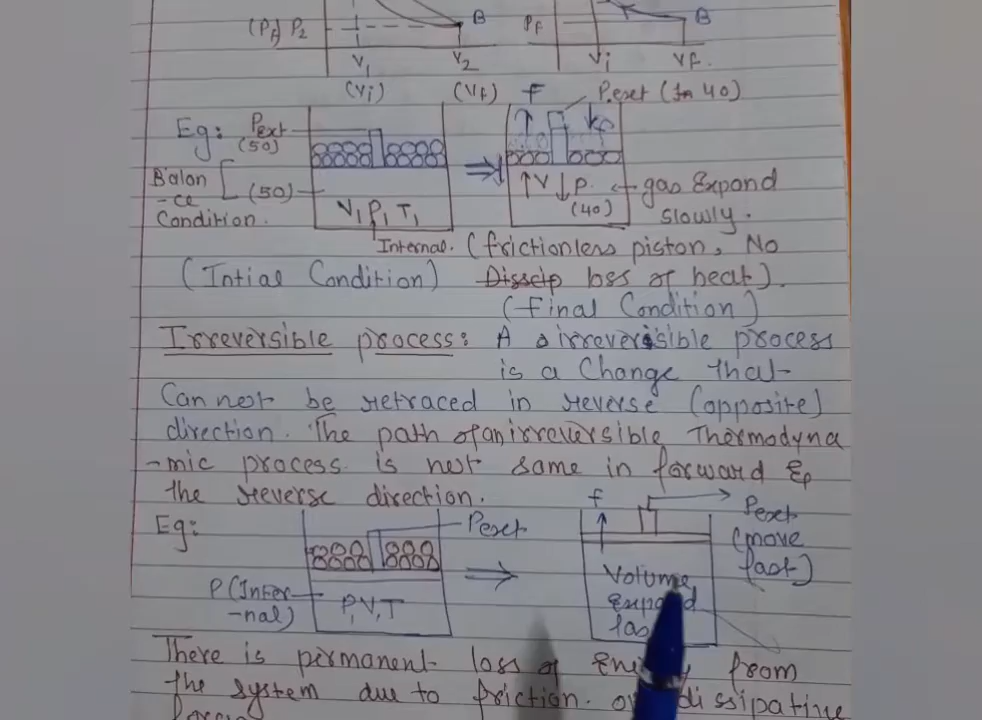 (Pf) P2 B Pf B
V1 V2 Vi Vf.
(Vi) (Vf) F Pext (In 40)
Eg: Pext
(50)
Balan [ (50)
-ce
Condition. V1 P1 T1
↑V ↓P. ← gas Expand
(40) slowly.
Internal. (frictionless piston, No
(Intial Condition) loss of heat).
(Final Condition)
Irreversible process: A irreversible process
is a Change that
Can not be retraced in reverse (opposite)
direction. The path of an irreversible Thermodyna
-mic process is not same in forward &
the reverse direction.
Eg: Pext f Pext
(move
fast)
P(Inter
-nal) P,V,T
Volume
Expand
There is permanent loss of from
the system due to friction. dissipative